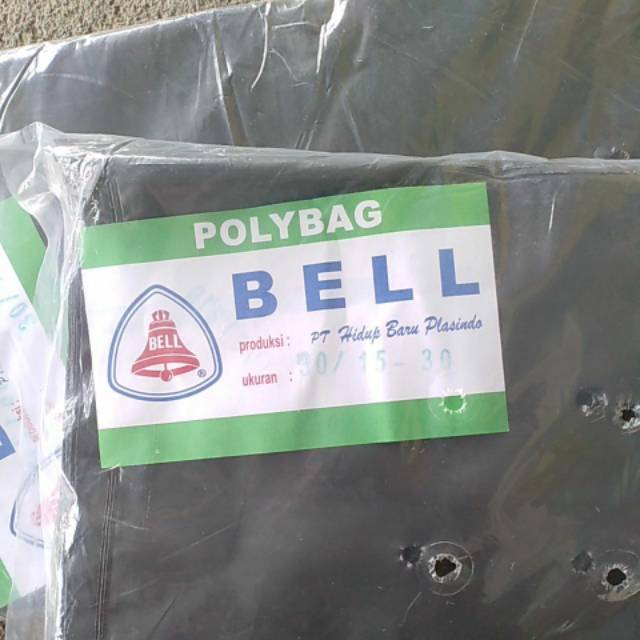 POLYBAG
BELL
BELL ®
produksi : PT Hidup Baru Plasindo
ukuran : 30/ 15- 30